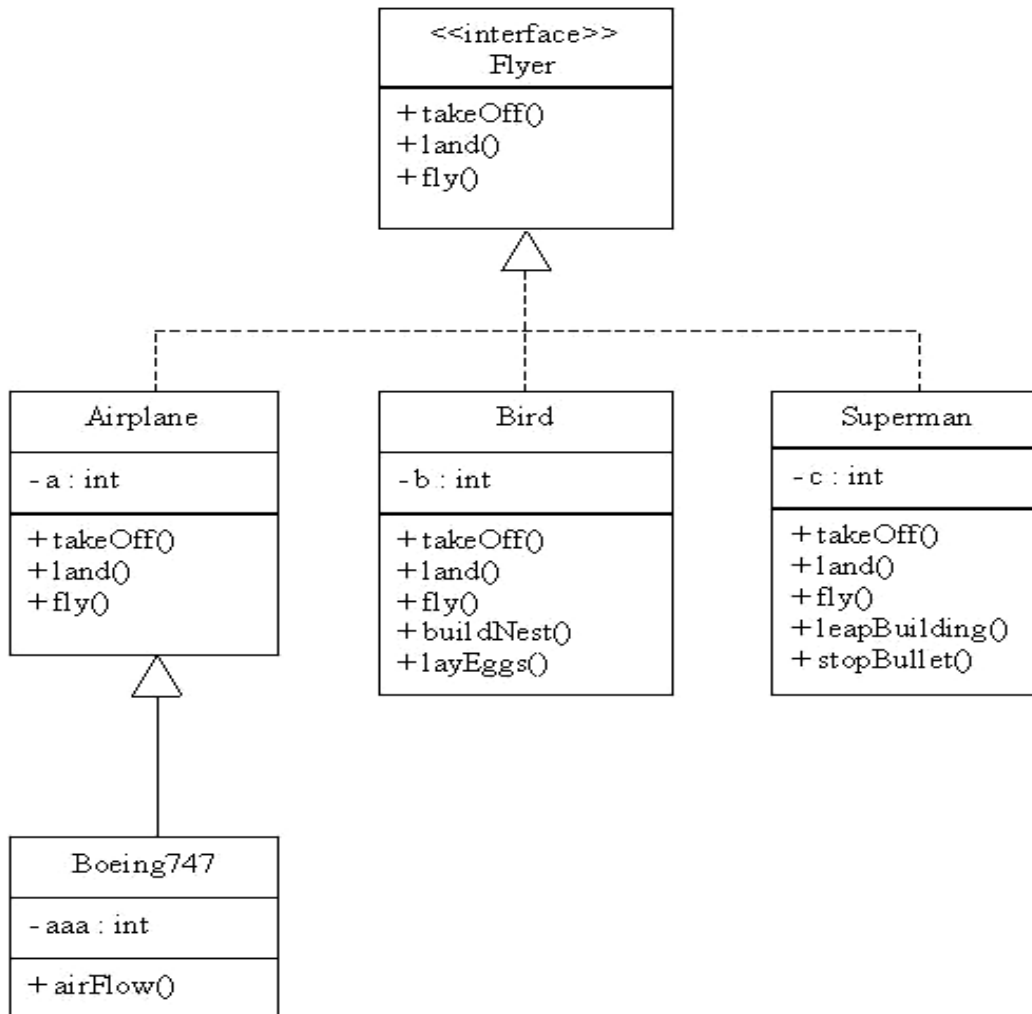 <<interface>>
Flyer
+takeOff()
+land()
+fly()
Airplane
-a : int
+takeOff()
+land()
+fly()
Bird
-b : int
+takeOff()
+land()
+fly()
+buildNest()
+layEggs()
Superman
-c : int
+takeOff()
+land()
+fly()
+leapBuilding()
+stopBullet()
Boeing747
-aaa : int
+airFlow()